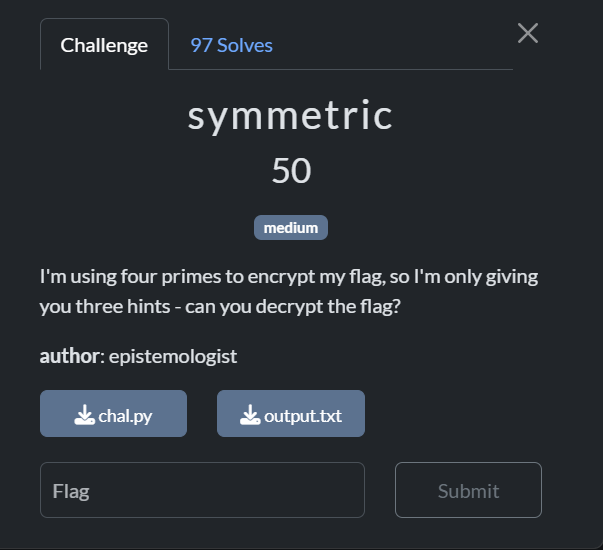 Challenge
97 Solves
symmetric
50
medium
I'm using four primes to encrypt my flag, so I'm only giving
you three hints - can you decrypt the flag?
author: epistemologist
chal.py
output.txt
Flag
Submit